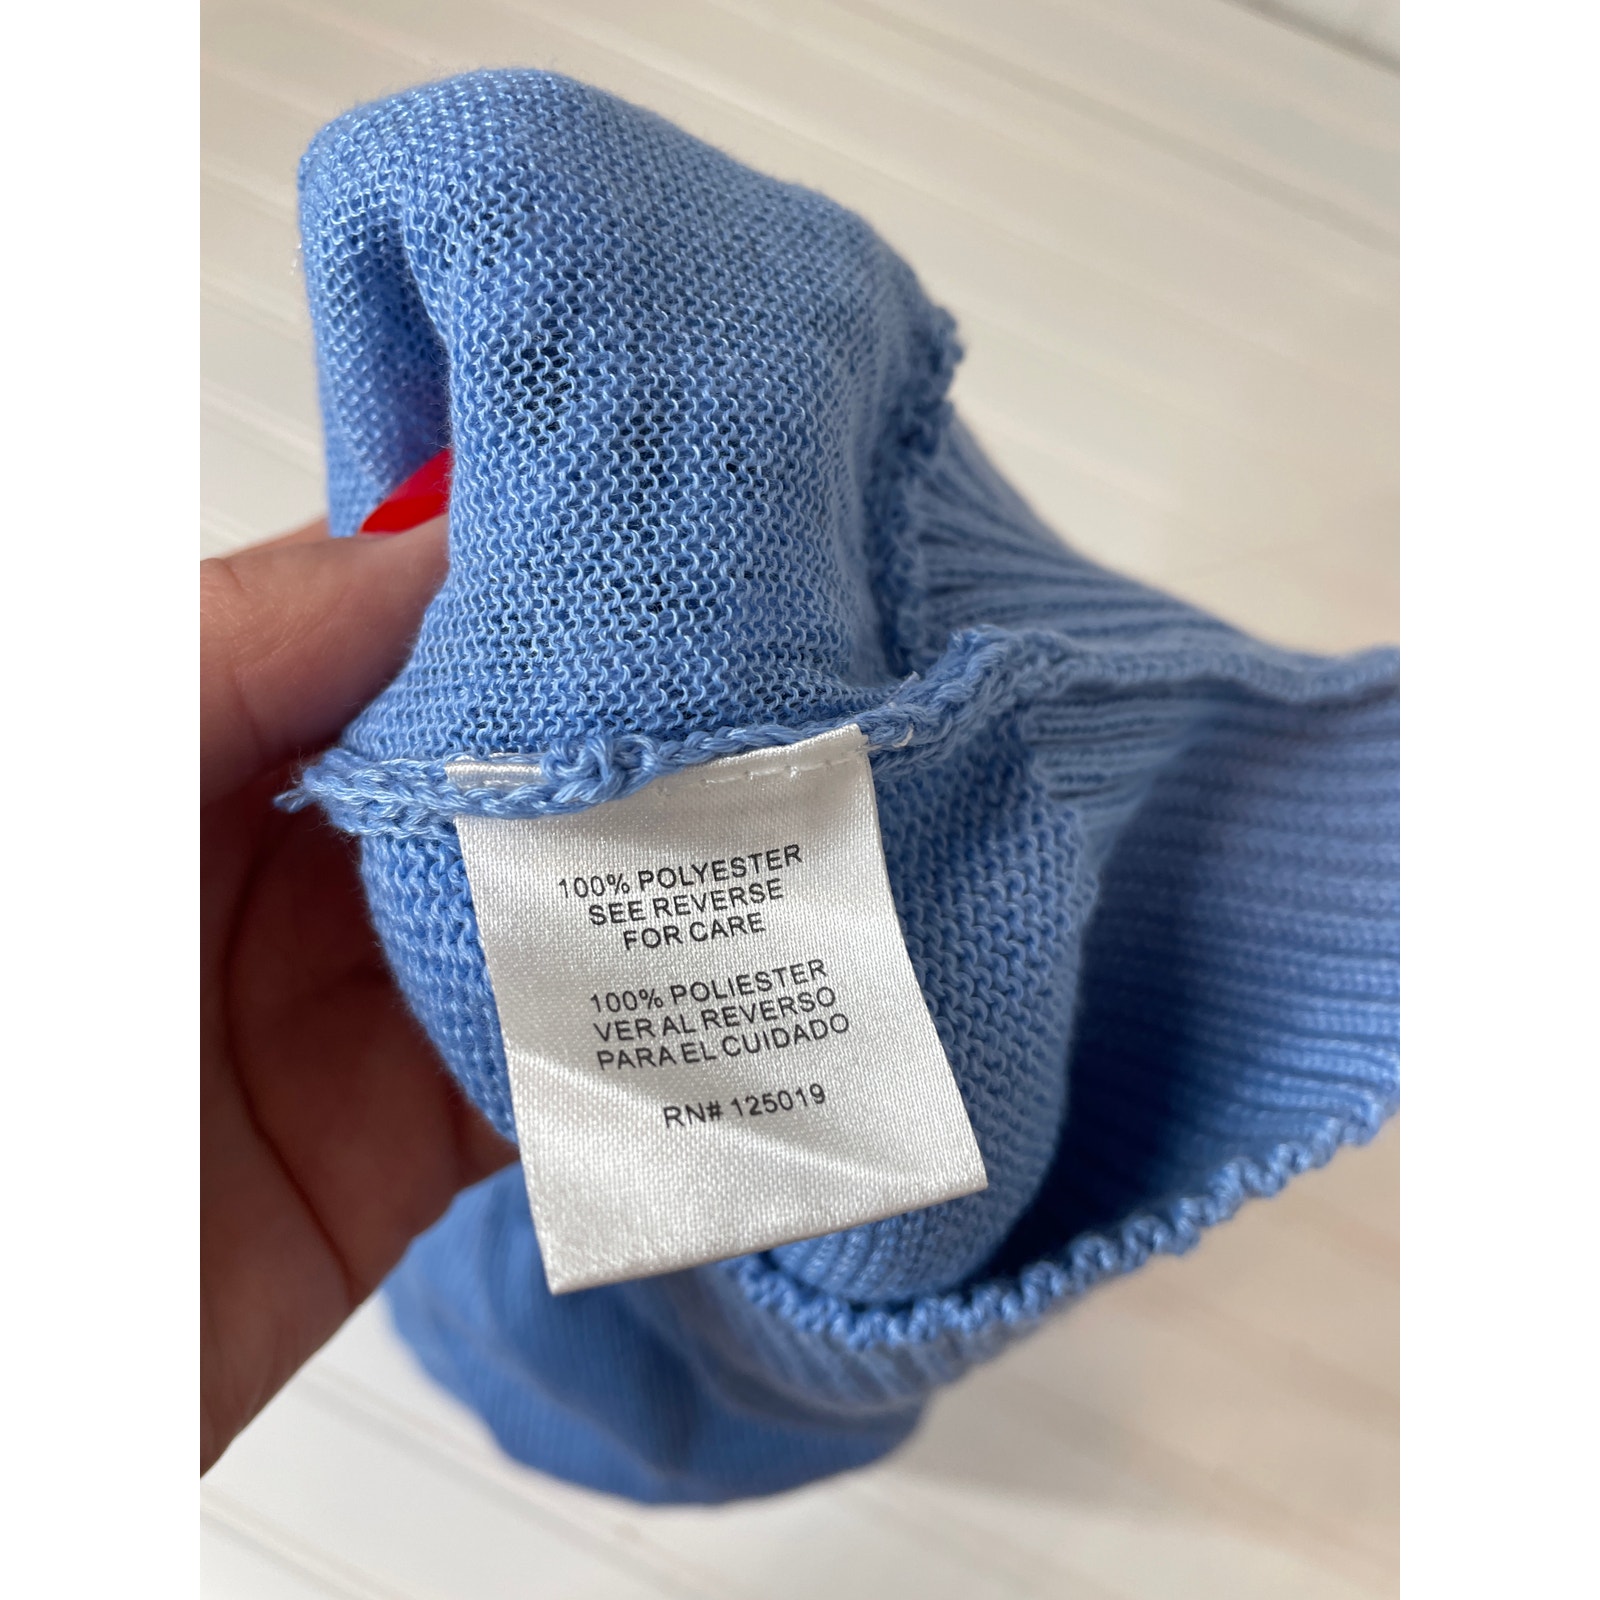 100% POLYESTER
SEE REVERSE
FOR CARE
100% POLIESTER
VER AL REVERSO
PARA EL CUIDADO
RN# 125019